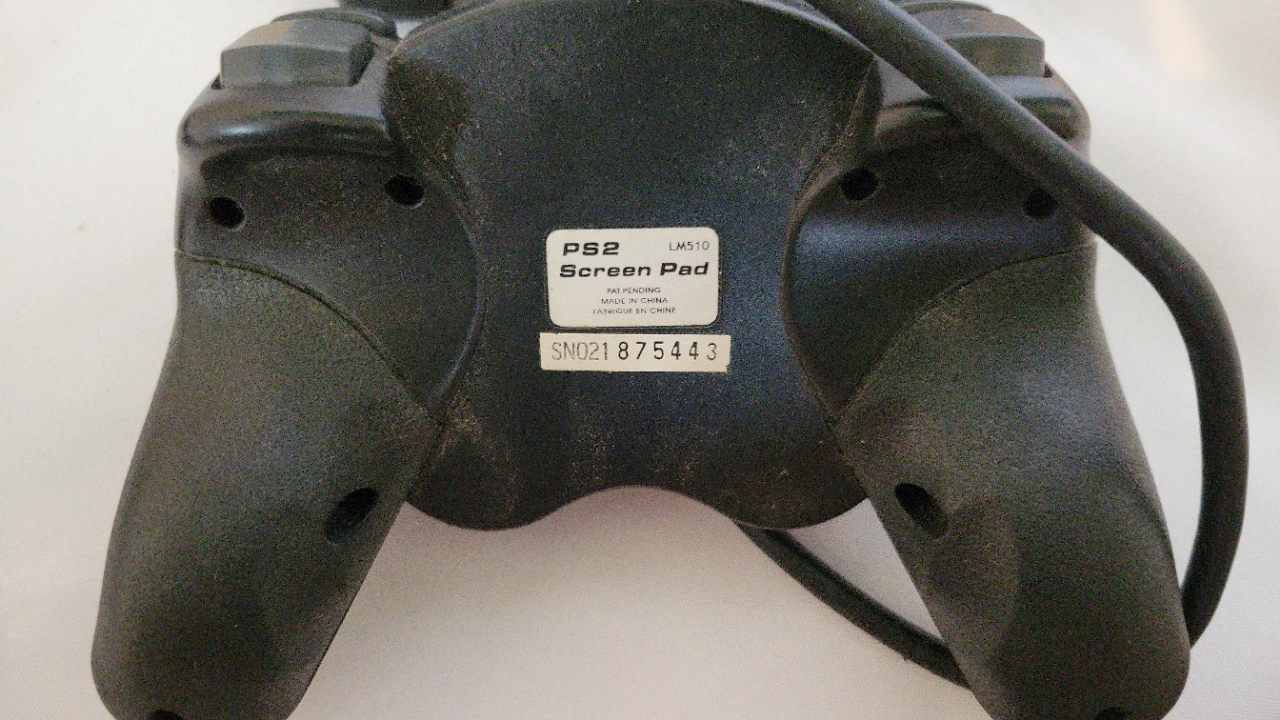 PS2 LM510
Screen Pad
PAT.PENDING
MADE IN CHINA
FABRIQUE EN CHINE
SN021875443